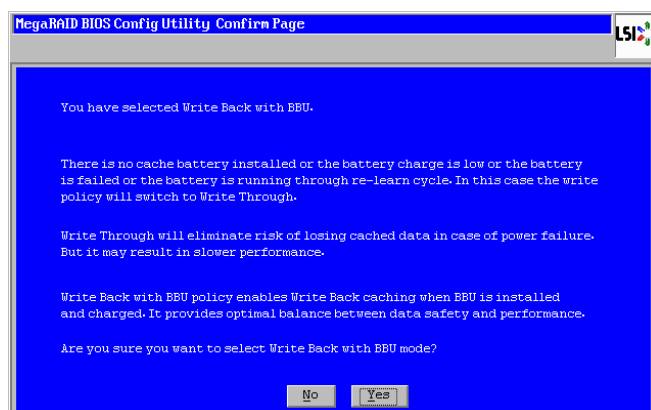 MegaRAID BIOS Config Utility Confirm Page
LSI
You have selected Write Back with BBU.
There is no cache battery installed or the battery charge is low or the battery
is failed or the battery is running through re-learn cycle. In this case the write
policy will switch to Write Through.
Write Through will eliminate risk of losing cached data in case of power failure.
But it may result in slower performance.
Write Back with BBU policy enables Write Back caching when BBU is installed
and charged. It provides optimal balance between data safety and performance.
Are you sure you want to select Write Back with BBU mode?
No Yes